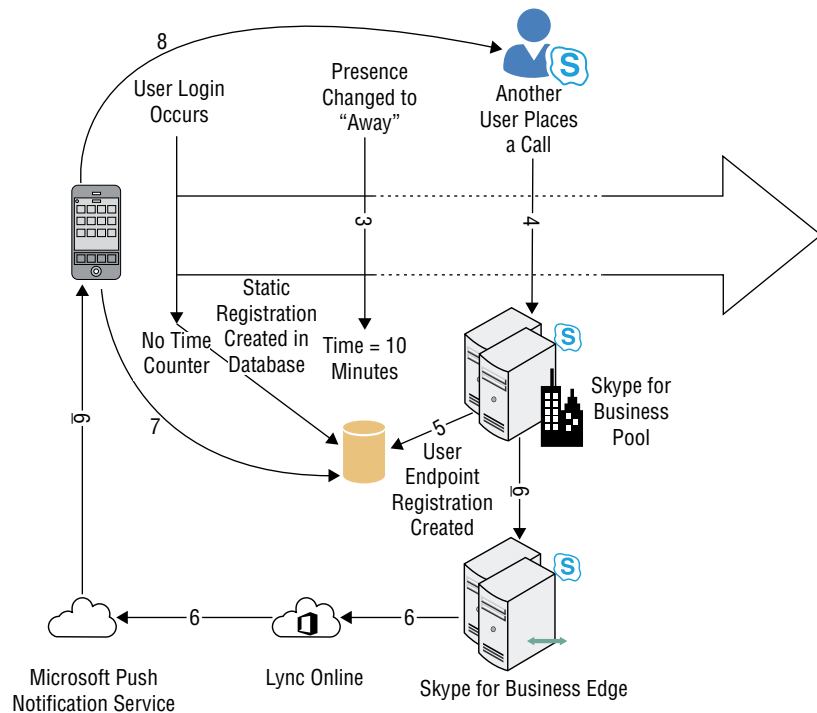 8
User Login
Occurs
Presence
Changed to
“Away”
S
Another
User Places
a Call
3
4
Static
Registration
Created in
Database
No Time
Counter
Time = 10
Minutes
S
Skype for
Business
Pool
6
7
5
User
Endpoint
Registration
Created
6
S
6
6
Microsoft Push
Notification Service
Lync Online
Skype for Business Edge